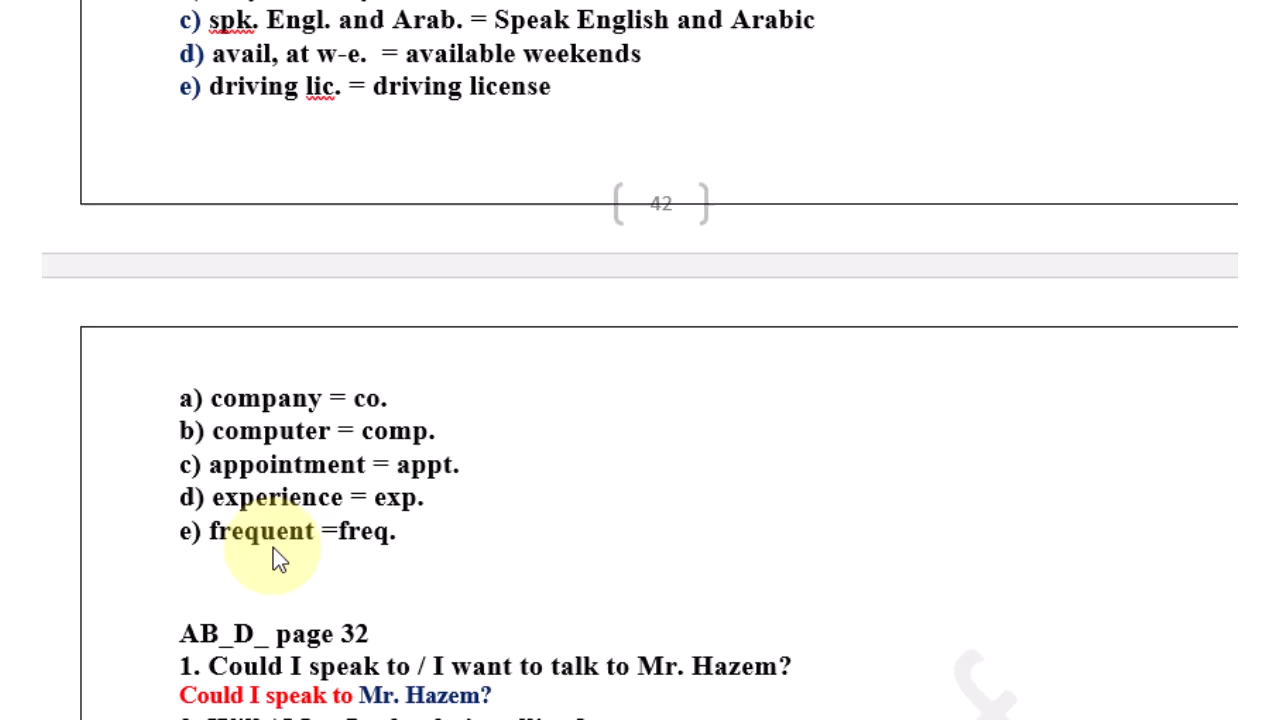 c) spk. Engl. and Arab. = Speak English and Arabic
d) avail, at w-e. = available weekends
e) driving lic. = driving license
42
a) company = co.
b) computer = comp.
c) appointment = appt.
d) experience = exp.
e) frequent =freq.
AB_D_ page 32
1. Could I speak to / I want to talk to Mr. Hazem?
Could I speak to Mr. Hazem?